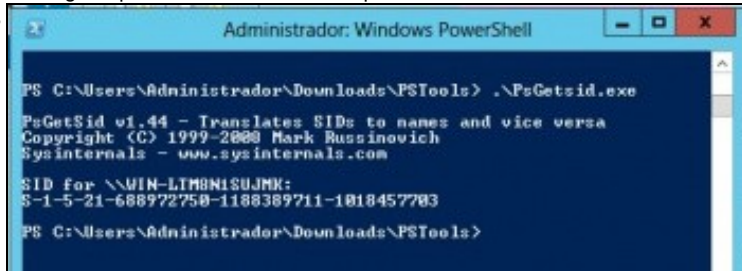 Administrador: Windows PowerShell
PS C:\Users\Administrador\Downloads\PSTools> .\PsGetsid.exe
PsGetSid v1.44 - Translates SIDs to names and vice versa
Copyright (C) 1999-2008 Mark Russinovich
Sysinternals - www.sysinternals.com
SID for \\WIN-LTM8N1SUJMK:
S-1-5-21-688972750-1188389711-1018457703
PS C:\Users\Administrador\Downloads\PSTools>